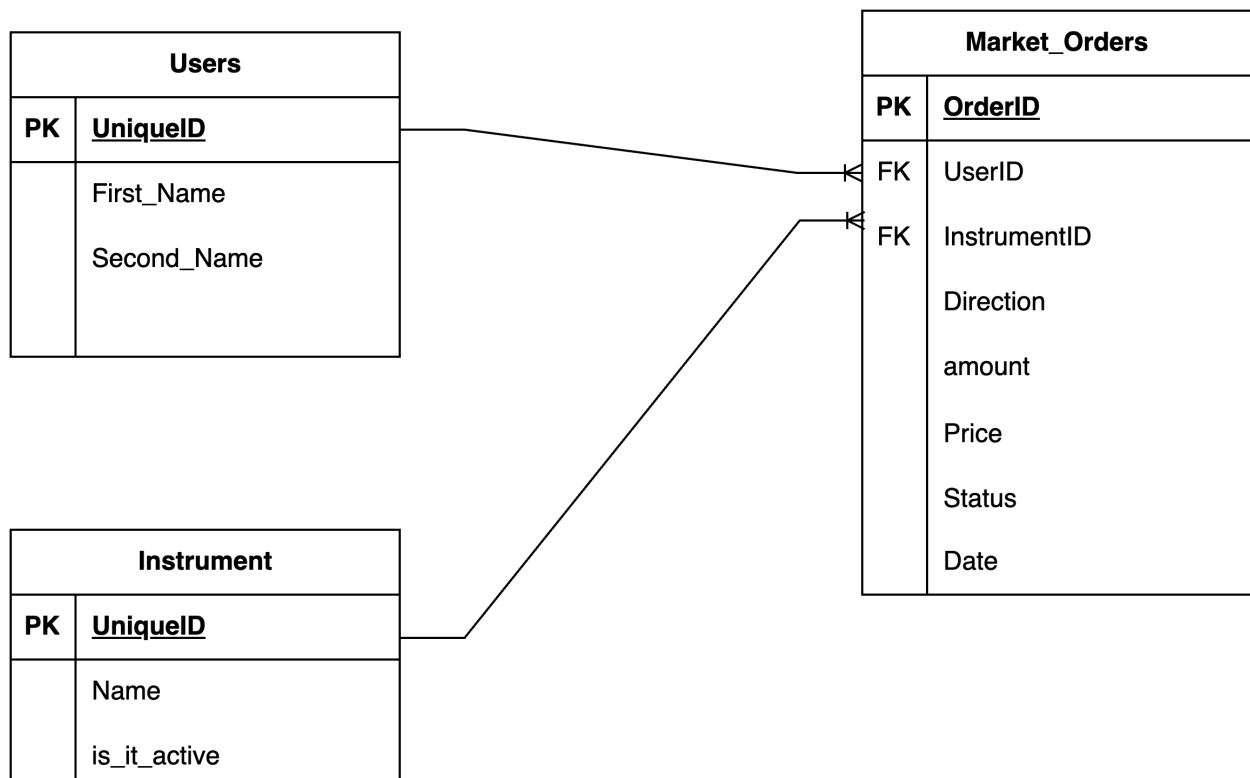 Users
PK UniqueID
First_Name
Second_Name
Market_Orders
PK OrderID
FK UserID
FK InstrumentID
Direction
amount
Price
Status
Date
Instrument
PK UniqueID
Name
is_it_active